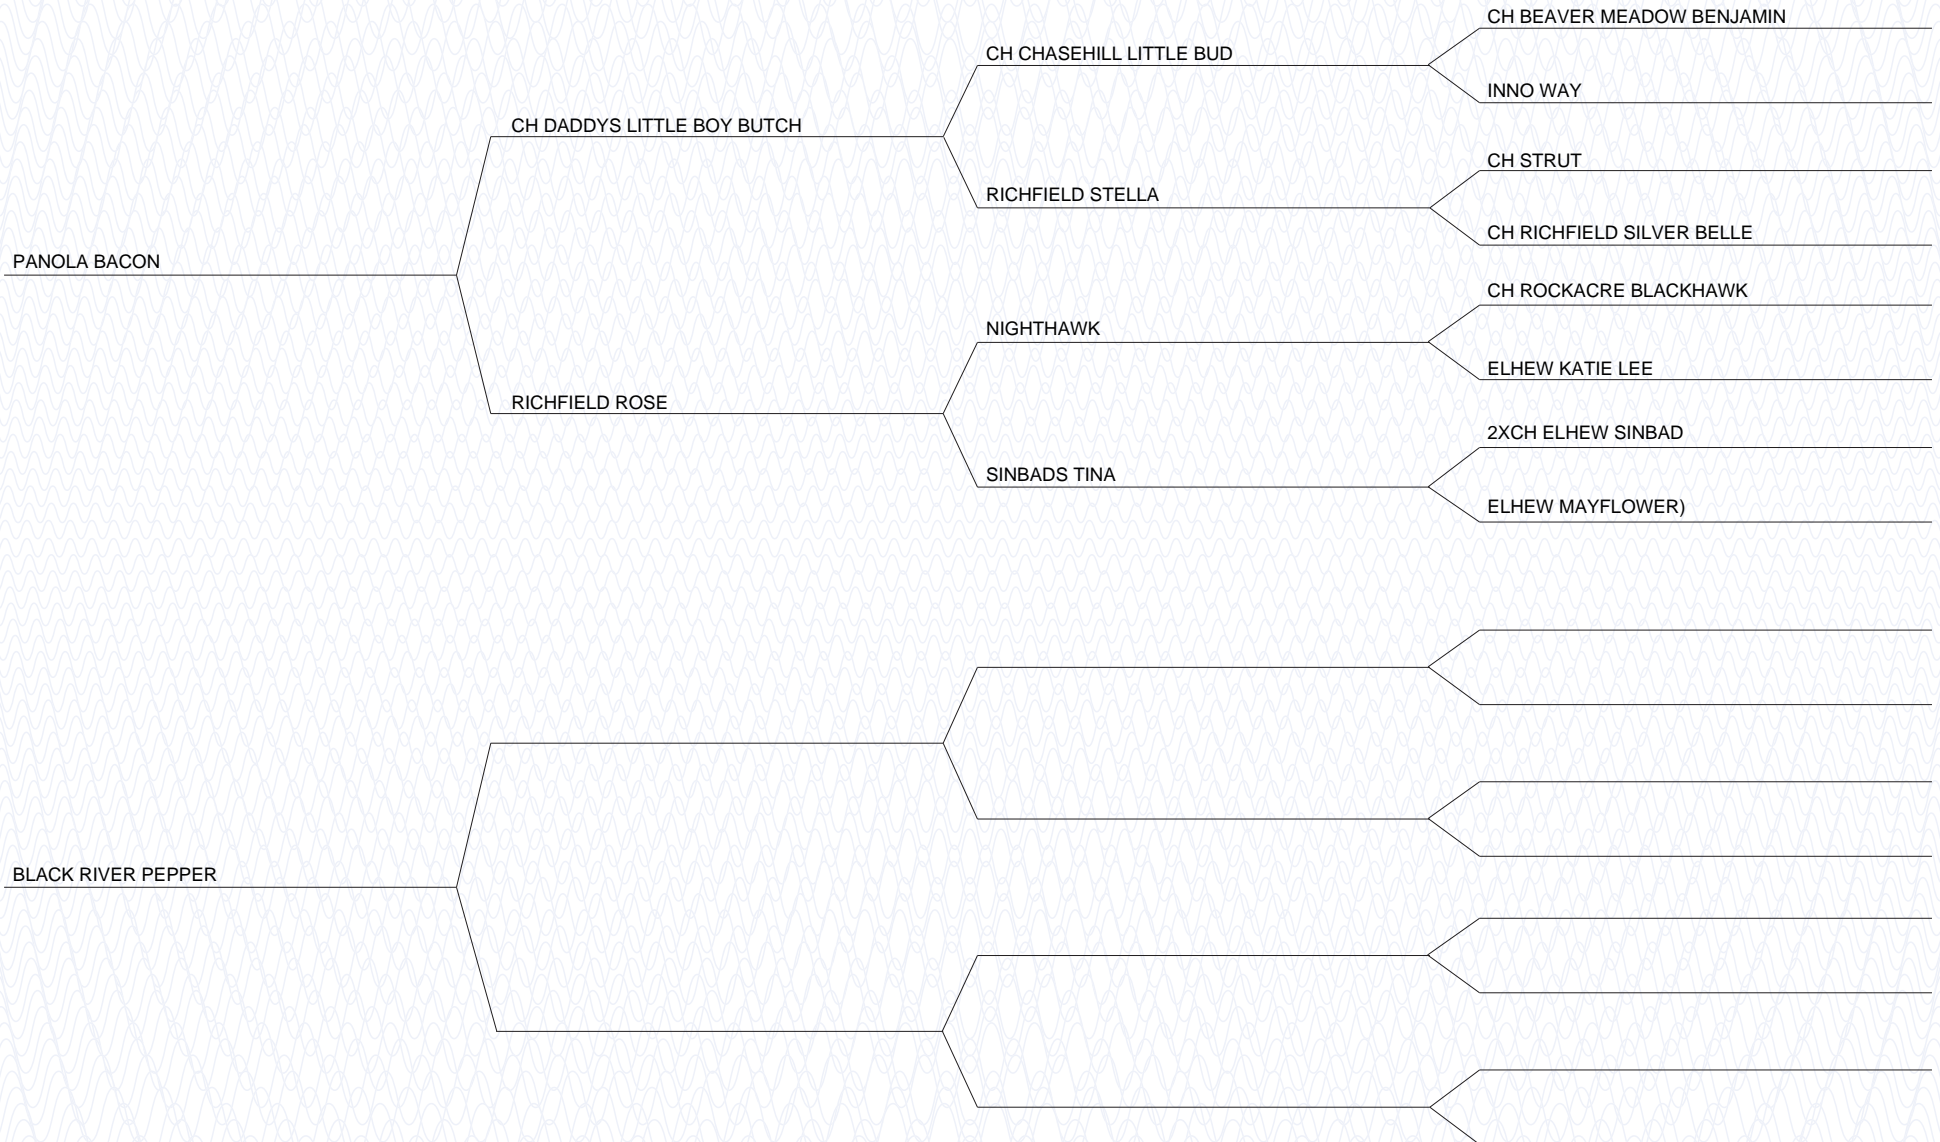 CH BEAVER MEADOW BENJAMIN
CH CHASEHILL LITTLE BUD
INNO WAY
CH DADDYS LITTLE BOY BUTCH
CH STRUT
RICHFIELD STELLA
CH RICHFIELD SILVER BELLE
PANOLA BACON
CH ROCKACRE BLACKHAWK
NIGHTHAWK
ELHEW KATIE LEE
RICHFIELD ROSE
2XCH ELHEW SINBAD
SINBADS TINA
ELHEW MAYFLOWER)
BLACK RIVER PEPPER